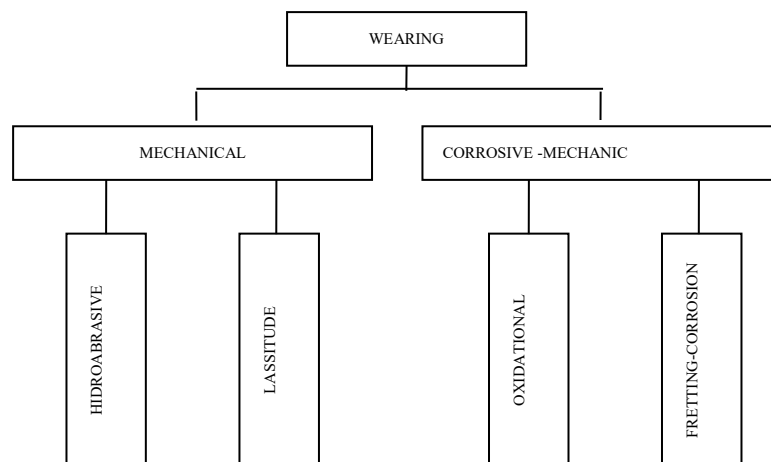 WEARING
MECHANICAL
CORROSIVE -MECHANIC
HIDROABRASIVE
LASSITUDE
OXIDATIONAL
FRETTING-CORROSION